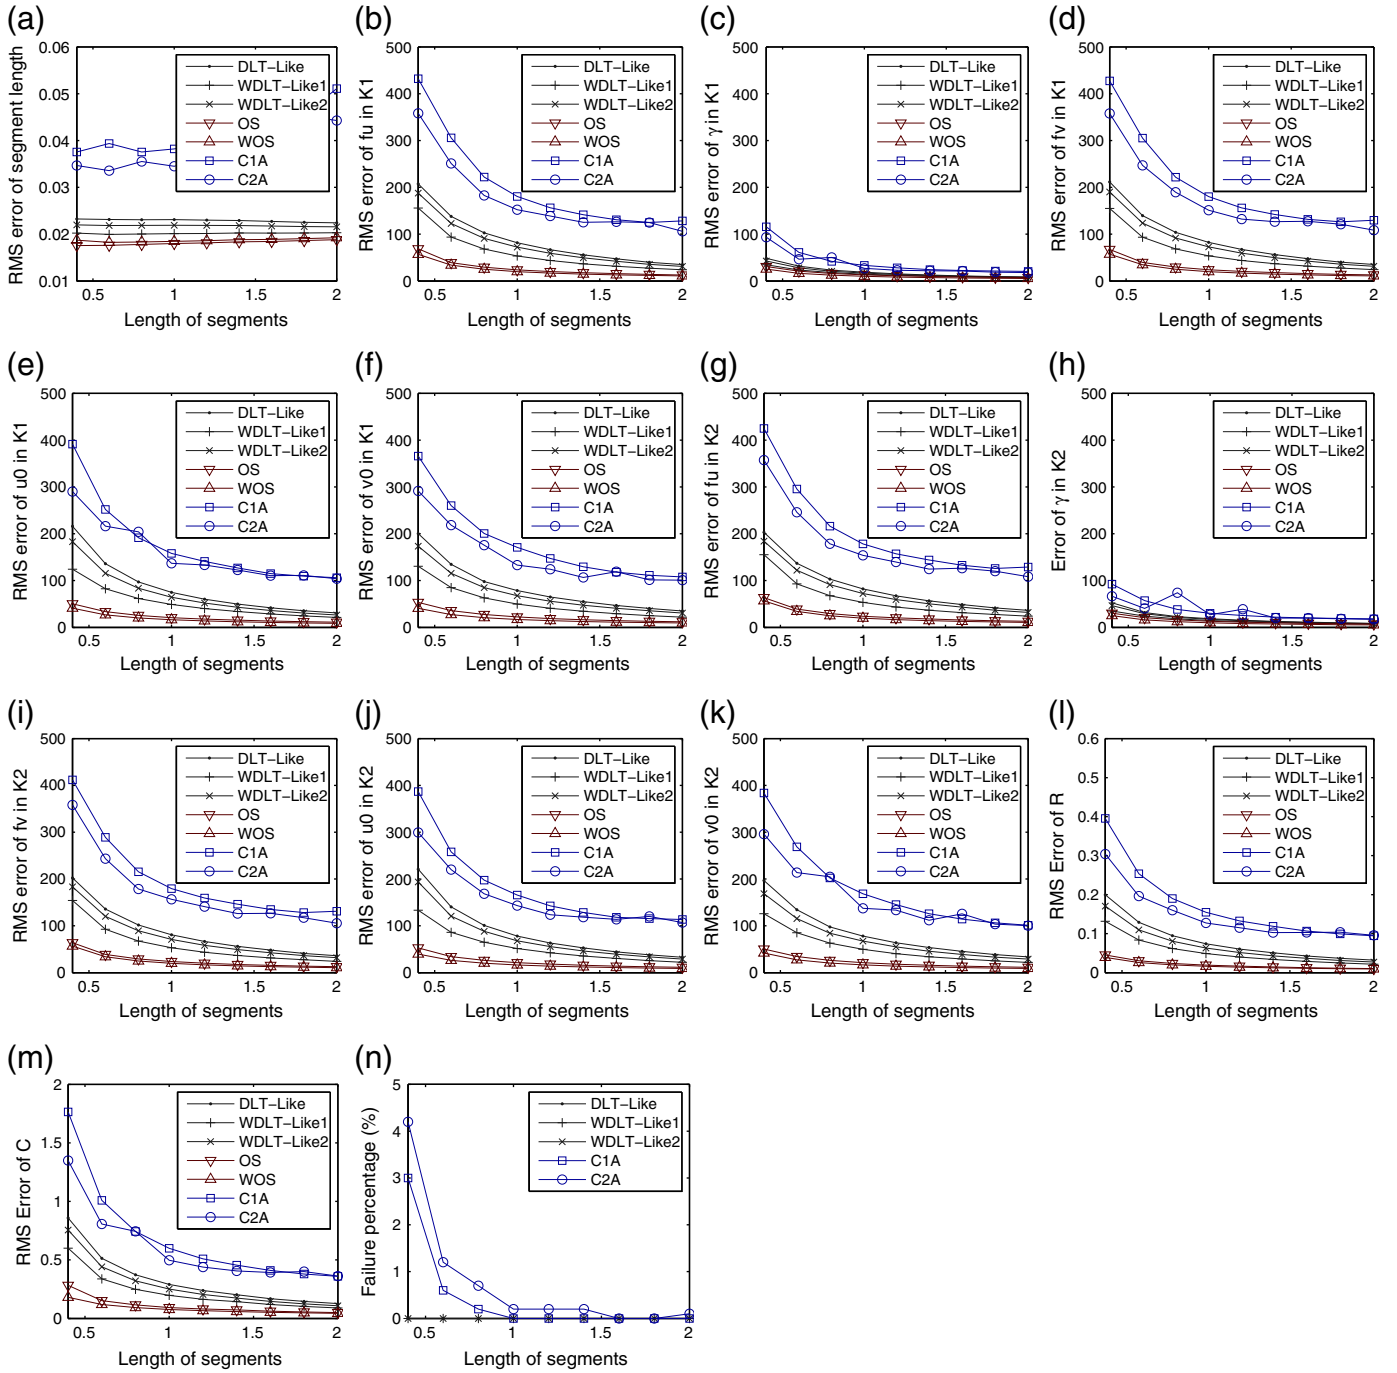 (a)
RMS error of segment length
0.06
0.05
0.04
0.03
0.02
0.01
0.5
1
1.5
2
Length of segments
DLT-Like
WDLT-Like1
WDLT-Like2
OS
WOS
C1A
C2A
(b)
RMS error of fu in K1
500
400
300
200
100
0
0.5
1
1.5
2
Length of segments
DLT-Like
WDLT-Like1
WDLT-Like2
OS
WOS
C1A
C2A
(c)
RMS error of γ in K1
500
400
300
200
100
0
0.5
1
1.5
2
Length of segments
DLT-Like
WDLT-Like1
WDLT-Like2
OS
WOS
C1A
C2A
(d)
RMS error of fv in K1
500
400
300
200
100
0
0.5
1
1.5
2
Length of segments
DLT-Like
WDLT-Like1
WDLT-Like2
OS
WOS
C1A
C2A
(e)
RMS error of u0 in K1
500
400
300
200
100
0
0.5
1
1.5
2
Length of segments
DLT-Like
WDLT-Like1
WDLT-Like2
OS
WOS
C1A
C2A
(f)
RMS error of v0 in K1
500
400
300
200
100
0
0.5
1
1.5
2
Length of segments
DLT-Like
WDLT-Like1
WDLT-Like2
OS
WOS
C1A
C2A
(g)
RMS error of fu in K2
500
400
300
200
100
0
0.5
1
1.5
2
Length of segments
DLT-Like
WDLT-Like1
WDLT-Like2
OS
WOS
C1A
C2A
(h)
Error of γ in K2
500
400
300
200
100
0
0.5
1
1.5
2
Length of segments
DLT-Like
WDLT-Like1
WDLT-Like2
OS
WOS
C1A
C2A
(i)
RMS error of fv in K2
500
400
300
200
100
0
0.5
1
1.5
2
Length of segments
DLT-Like
WDLT-Like1
WDLT-Like2
OS
WOS
C1A
C2A
(j)
RMS error of u0 in K2
500
400
300
200
100
0
0.5
1
1.5
2
Length of segments
DLT-Like
WDLT-Like1
WDLT-Like2
OS
WOS
C1A
C2A
(k)
RMS error of v0 in K2
500
400
300
200
100
0
0.5
1
1.5
2
Length of segments
DLT-Like
WDLT-Like1
WDLT-Like2
OS
WOS
C1A
C2A
(l)
RMS Error of R
0.6
0.5
0.4
0.3
0.2
0.1
0
0.5
1
1.5
2
Length of segments
DLT-Like
WDLT-Like1
WDLT-Like2
OS
WOS
C1A
C2A
(m)
RMS Error of C
2
1.5
1
0.5
0
0.5
1
1.5
2
Length of segments
DLT-Like
WDLT-Like1
WDLT-Like2
OS
WOS
C1A
C2A
(n)
Failure percentage (%)
5
4
3
2
1
0
0.5
1
1.5
2
Length of segments
DLT-Like
WDLT-Like1
WDLT-Like2
C1A
C2A